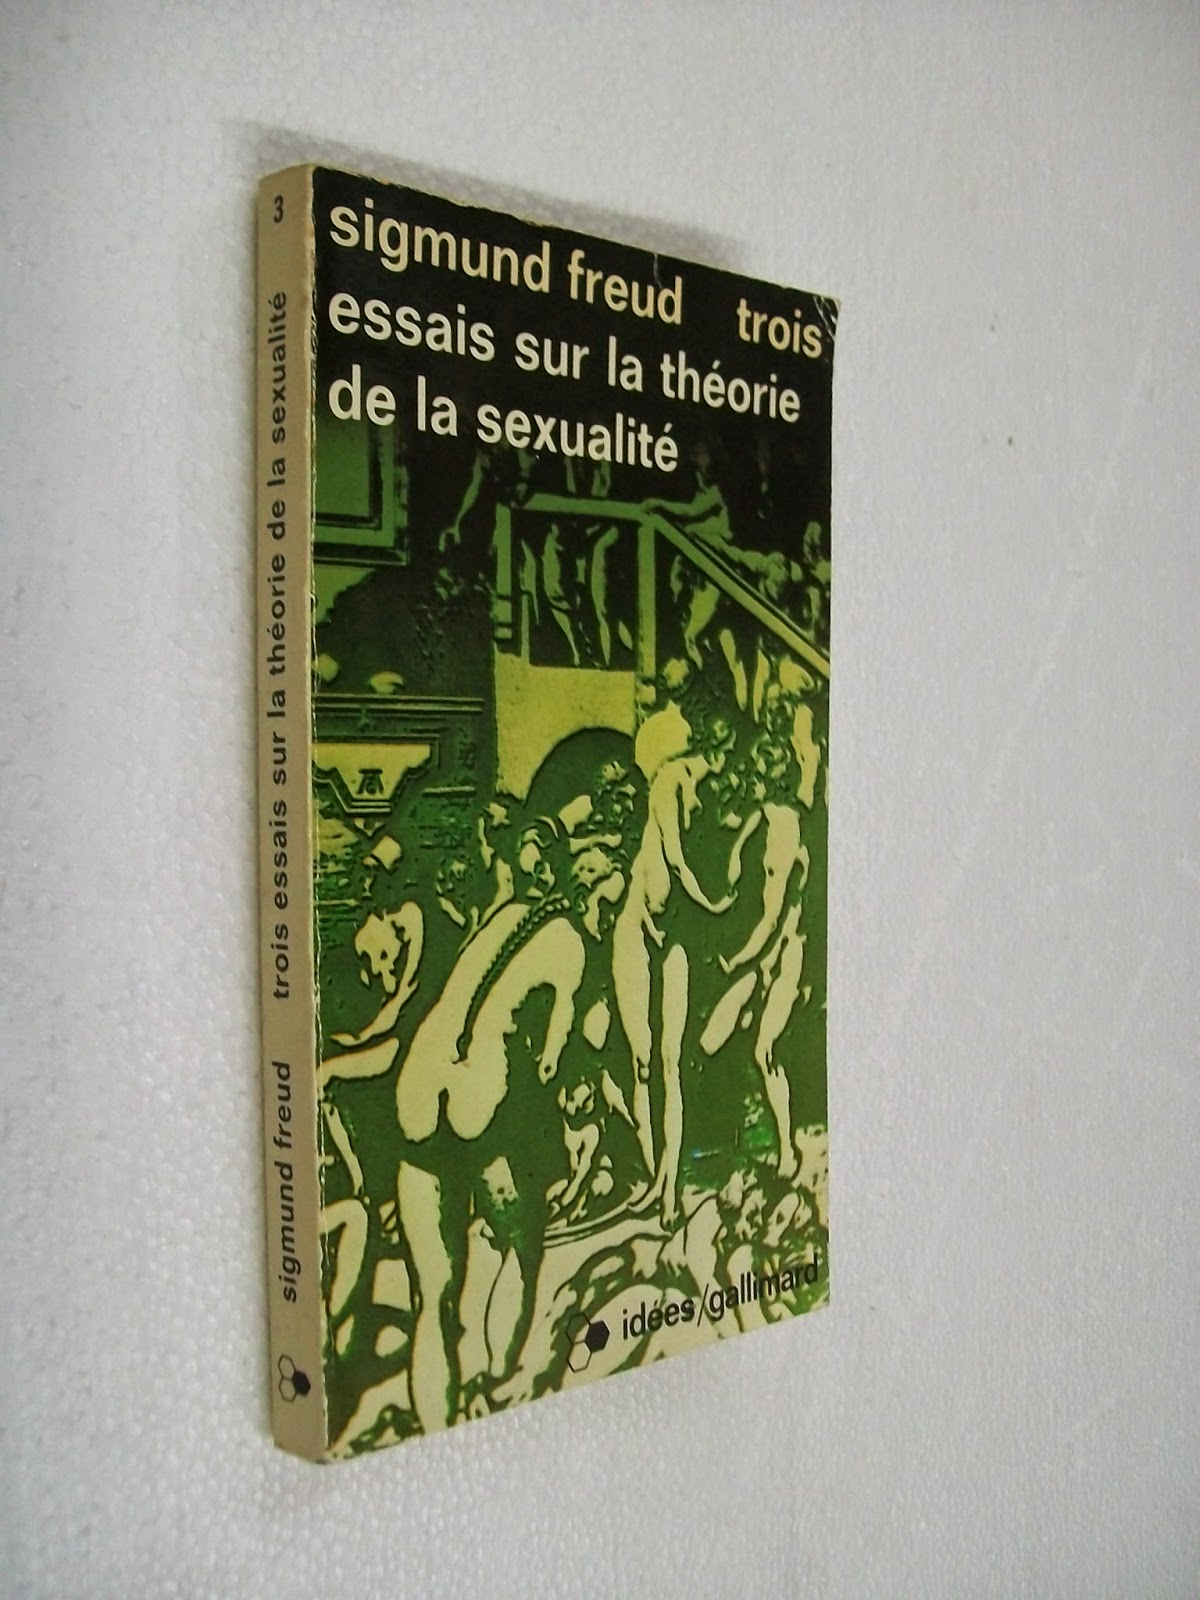 sigmund freud trois
essais sur la théorie
de la sexualité
idées/gallimard
sigmund freud trois essais sur la théorie de la sexualité 3